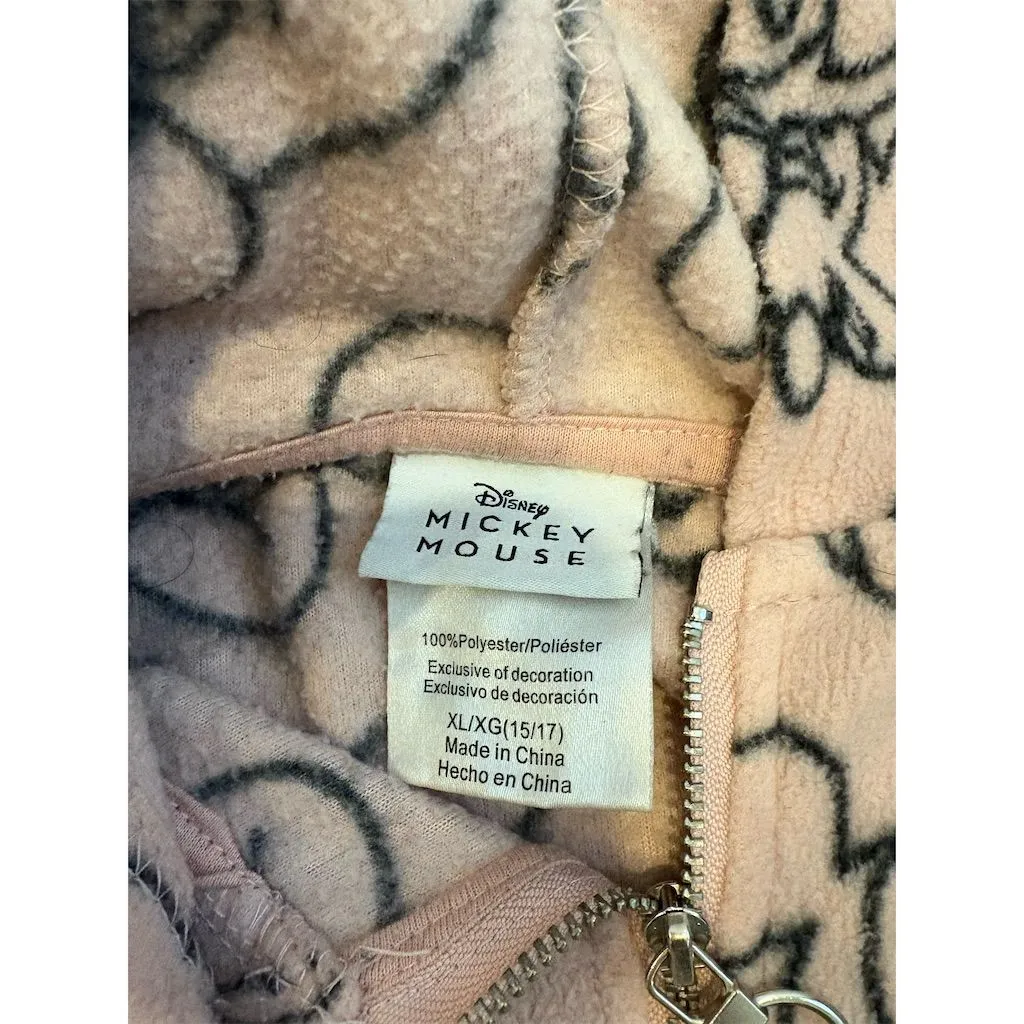 Disney
MICKEY
MOUSE
100%Polyester/Poliéster
Exclusive of decoration
Exclusivo de decoración
XL/XG(15/17)
Made in China
Hecho en China